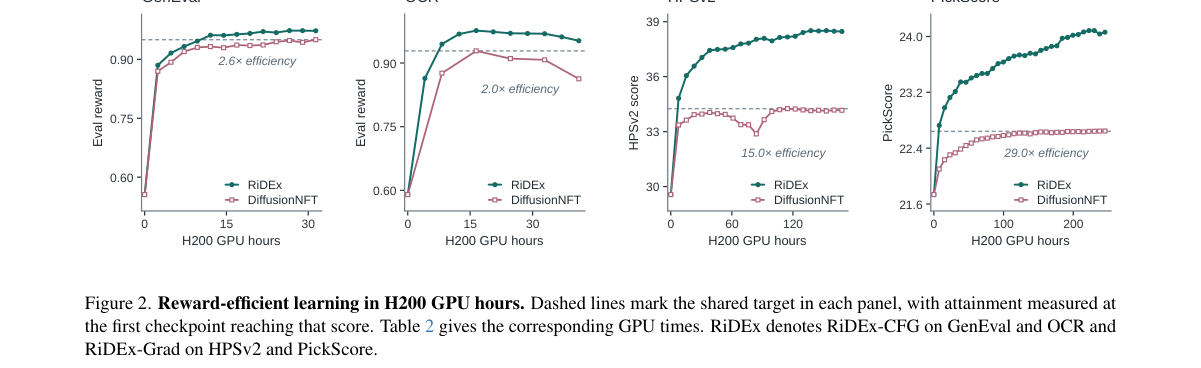 GenEval
OCR
HPSv2
PickScore
Eval reward
0.90
0.75
0.60
2.6× efficiency
RiDEx
DiffusionNFT
0 15 30
H200 GPU hours
Eval reward
0.90
0.75
0.60
2.0× efficiency
RiDEx
DiffusionNFT
0 15 30
H200 GPU hours
HPSv2 score
39
36
33
30
15.0× efficiency
RiDEx
DiffusionNFT
0 60 120
H200 GPU hours
PickScore
24.0
23.2
22.4
21.6
29.0× efficiency
RiDEx
DiffusionNFT
0 100 200
H200 GPU hours
Figure 2. Reward-efficient learning in H200 GPU hours. Dashed lines mark the shared target in each panel, with attainment measured at
the first checkpoint reaching that score. Table 2 gives the corresponding GPU times. RiDEx denotes RiDEx-CFG on GenEval and OCR and
RiDEx-Grad on HPSv2 and PickScore.